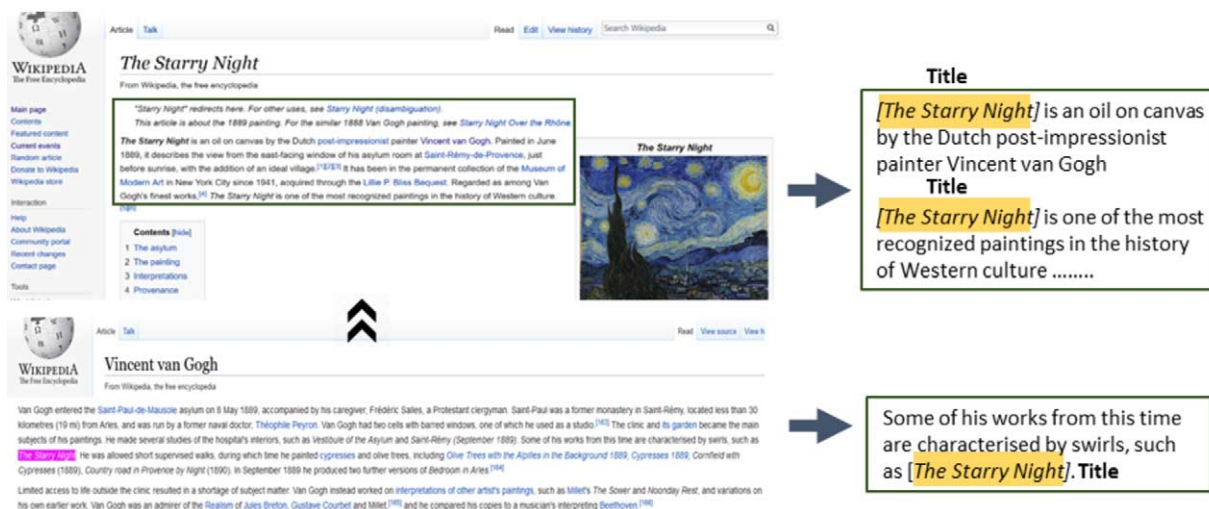 Article Talk
Read Edit View history Search Wikipedia
WIKIPEDIA
The Free Encyclopedia
The Starry Night
From Wikipedia, the free encyclopedia
Main page
Contents
Featured content
Current events
Random article
Donate to Wikipedia
Wikipedia store
Interaction
Help
About Wikipedia
Community portal
Recent changes
Contact page
Tools
"Starry Night" redirects here. For other uses, see Starry Night (disambiguation).
This article is about the 1889 painting. For the similar 1888 Van Gogh painting, see Starry Night Over the Rhône
The Starry Night is an oil on canvas by the Dutch post-impressionist painter Vincent van Gogh. Painted in June
1889, it describes the view from the east-facing window of his asylum room at Saint-Rémy-de-Provence, just
before sunrise, with the addition of an ideal village.[1][2][3] It has been in the permanent collection of the Museum of
Modern Art in New York City since 1941, acquired through the Lillie P. Bliss Bequest. Regarded as among Van
Gogh's finest works,[4] The Starry Night is one of the most recognized paintings in the history of Western culture.
Contents [hide]
1 The asylum
2 The painting
3 Interpretations
4 Provenance
The Starry Night
Title
[The Starry Night] is an oil on canvas
by the Dutch post-impressionist
painter Vincent van Gogh
Title
[The Starry Night] is one of the most
recognized paintings in the history
of Western culture ........
Article Talk
Read View source View h
WIKIPEDIA
The Free Encyclopedia
Vincent van Gogh
From Wikipedia, the free encyclopedia
Van Gogh entered the Saint-Paul-de-Mausole asylum on 8 May 1889, accompanied by his caregiver, Frédéric Salles, a Protestant clergyman. Saint-Paul was a former monastery in Saint-Rémy, located less than 30
kilometres (19 mi) from Arles, and was run by a former naval doctor, Théophile Peyron. Van Gogh had two cells with barred windows, one of which he used as a studio.[163] The clinic and its garden became the main
subjects of his paintings. He made several studies of the hospital's interiors, such as Vestibule of the Asylum and Saint-Rémy (September 1889). Some of his works from this time are characterised by swirls, such as
The Starry Night. He was allowed short supervised walks, during which time he painted cypresses and olive trees, including Olive Trees with the Alpilles in the Background 1889, Cypresses 1889, Cornfield with
Cypresses (1889), Country road in Provence by Night (1890). In September 1889 he produced two further versions of Bedroom in Arles.[164]
Limited access to life outside the clinic resulted in a shortage of subject matter. Van Gogh instead worked on interpretations of other artist's paintings, such as Millet's The Sower and Noonday Rest, and variations on
his own earlier work. Van Gogh was an admirer of the Realism of Jules Breton, Gustave Courbet and Millet,[165] and he compared his copies to a musician's interpreting Beethoven.[166]
Some of his works from this time
are characterised by swirls, such
as [The Starry Night]. Title